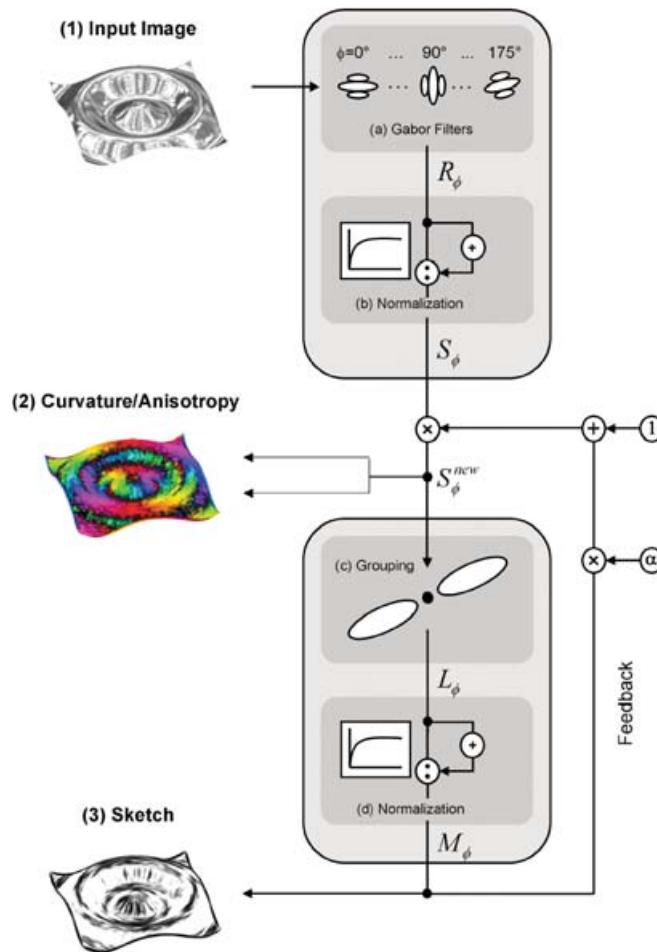 (1) Input Image
ϕ=0° ... 90° ... 175°
... ...
(a) Gabor Filters
R_ϕ
+
:
(b) Normalization
S_ϕ
(2) Curvature/Anisotropy
× + 1
S_ϕ^new
(c) Grouping
× α
L_ϕ
+
:
(d) Normalization
Feedback
(3) Sketch
M_ϕ